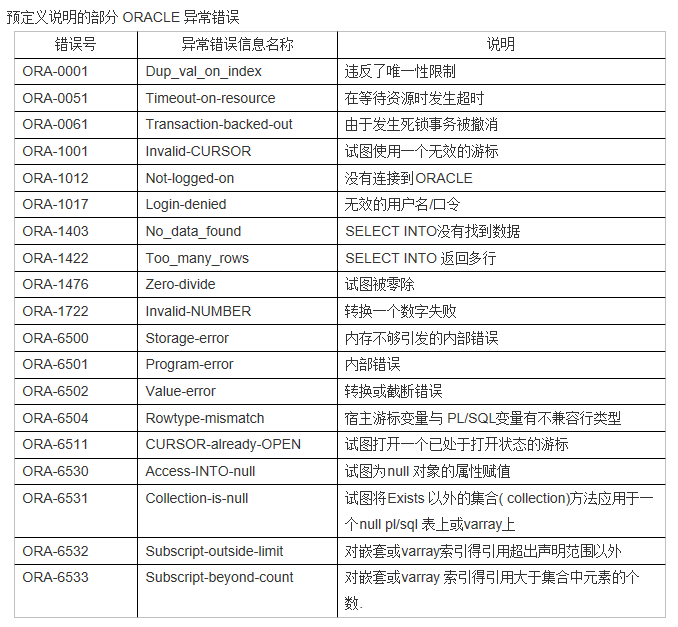 预定义说明的部分 ORACLE 异常错误
错误号 异常错误信息名称 说明
ORA-0001 Dup_val_on_index 违反了唯一性限制
ORA-0051 Timeout-on-resource 在等待资源时发生超时
ORA-0061 Transaction-backed-out 由于发生死锁事务被撤消
ORA-1001 Invalid-CURSOR 试图使用一个无效的游标
ORA-1012 Not-logged-on 没有连接到ORACLE
ORA-1017 Login-denied 无效的用户名/口令
ORA-1403 No_data_found SELECT INTO没有找到数据
ORA-1422 Too_many_rows SELECT INTO 返回多行
ORA-1476 Zero-divide 试图被零除
ORA-1722 Invalid-NUMBER 转换一个数字失败
ORA-6500 Storage-error 内存不够引发的内部错误
ORA-6501 Program-error 内部错误
ORA-6502 Value-error 转换或截断错误
ORA-6504 Rowtype-mismatch 宿主游标变量与 PL/SQL变量有不兼容行类型
ORA-6511 CURSOR-already-OPEN 试图打开一个已处于打开状态的游标
ORA-6530 Access-INTO-null 试图为null 对象的属性赋值
ORA-6531 Collection-is-null 试图将Exists 以外的集合( collection)方法应用于一
个null pl/sql 表上或varray上
ORA-6532 Subscript-outside-limit 对嵌套或varray索引得引用超出声明范围以外
ORA-6533 Subscript-beyond-count 对嵌套或varray 索引得引用大于集合中元素的个
数.